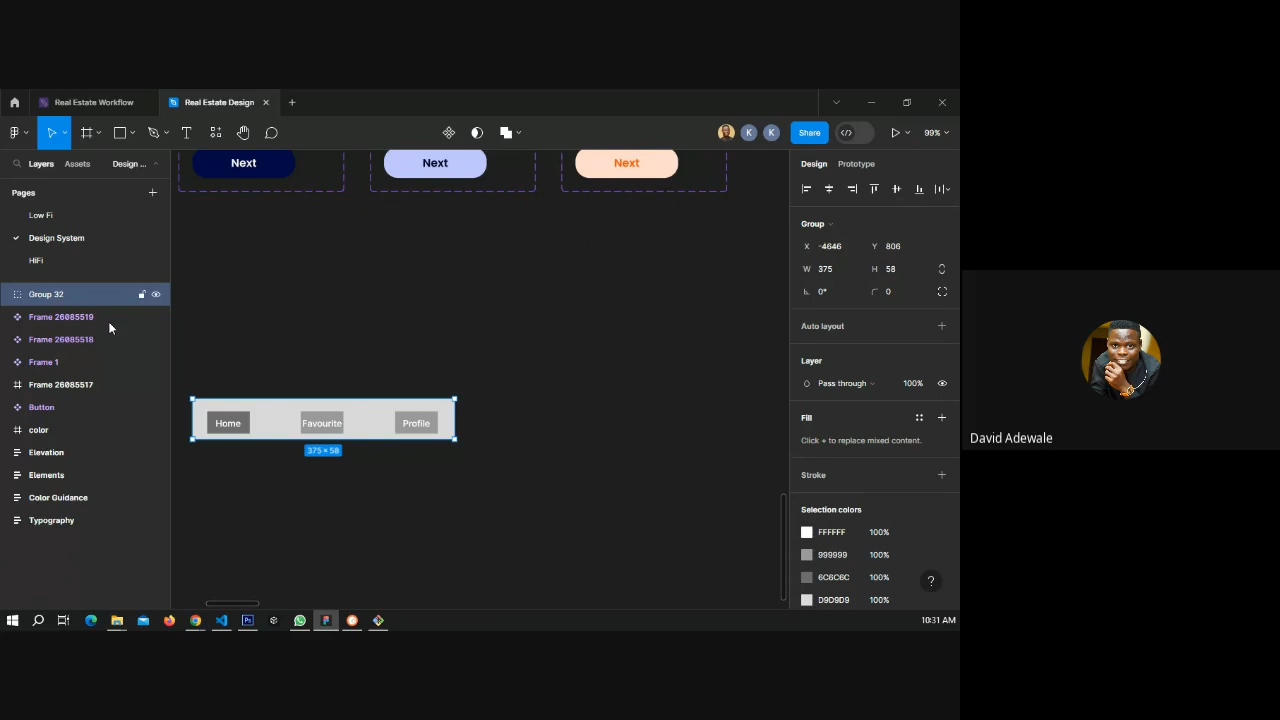 Real Estate Workflow
Real Estate Design
Share
99%
Layers
Assets
Design ...
Pages
Low Fi
Design System
HiFi
Group 32
Frame 26085519
Frame 26085518
Frame 1
Frame 26085517
Button
color
Elevation
Elements
Color Guidance
Typography
Next
Next
Next
Home
Favourite
Profile
375 × 58
K
K
Design
Prototype
Group
X -4646 Y 806
W 375 H 58
0° 0
Auto layout
Layer
Pass through 100%
Fill
Click + to replace mixed content.
Stroke
Selection colors
FFFFFF 100%
999999 100%
6C6C6C 100%
D9D9D9 100%
?
Ps
10:31 AM
David Adewale